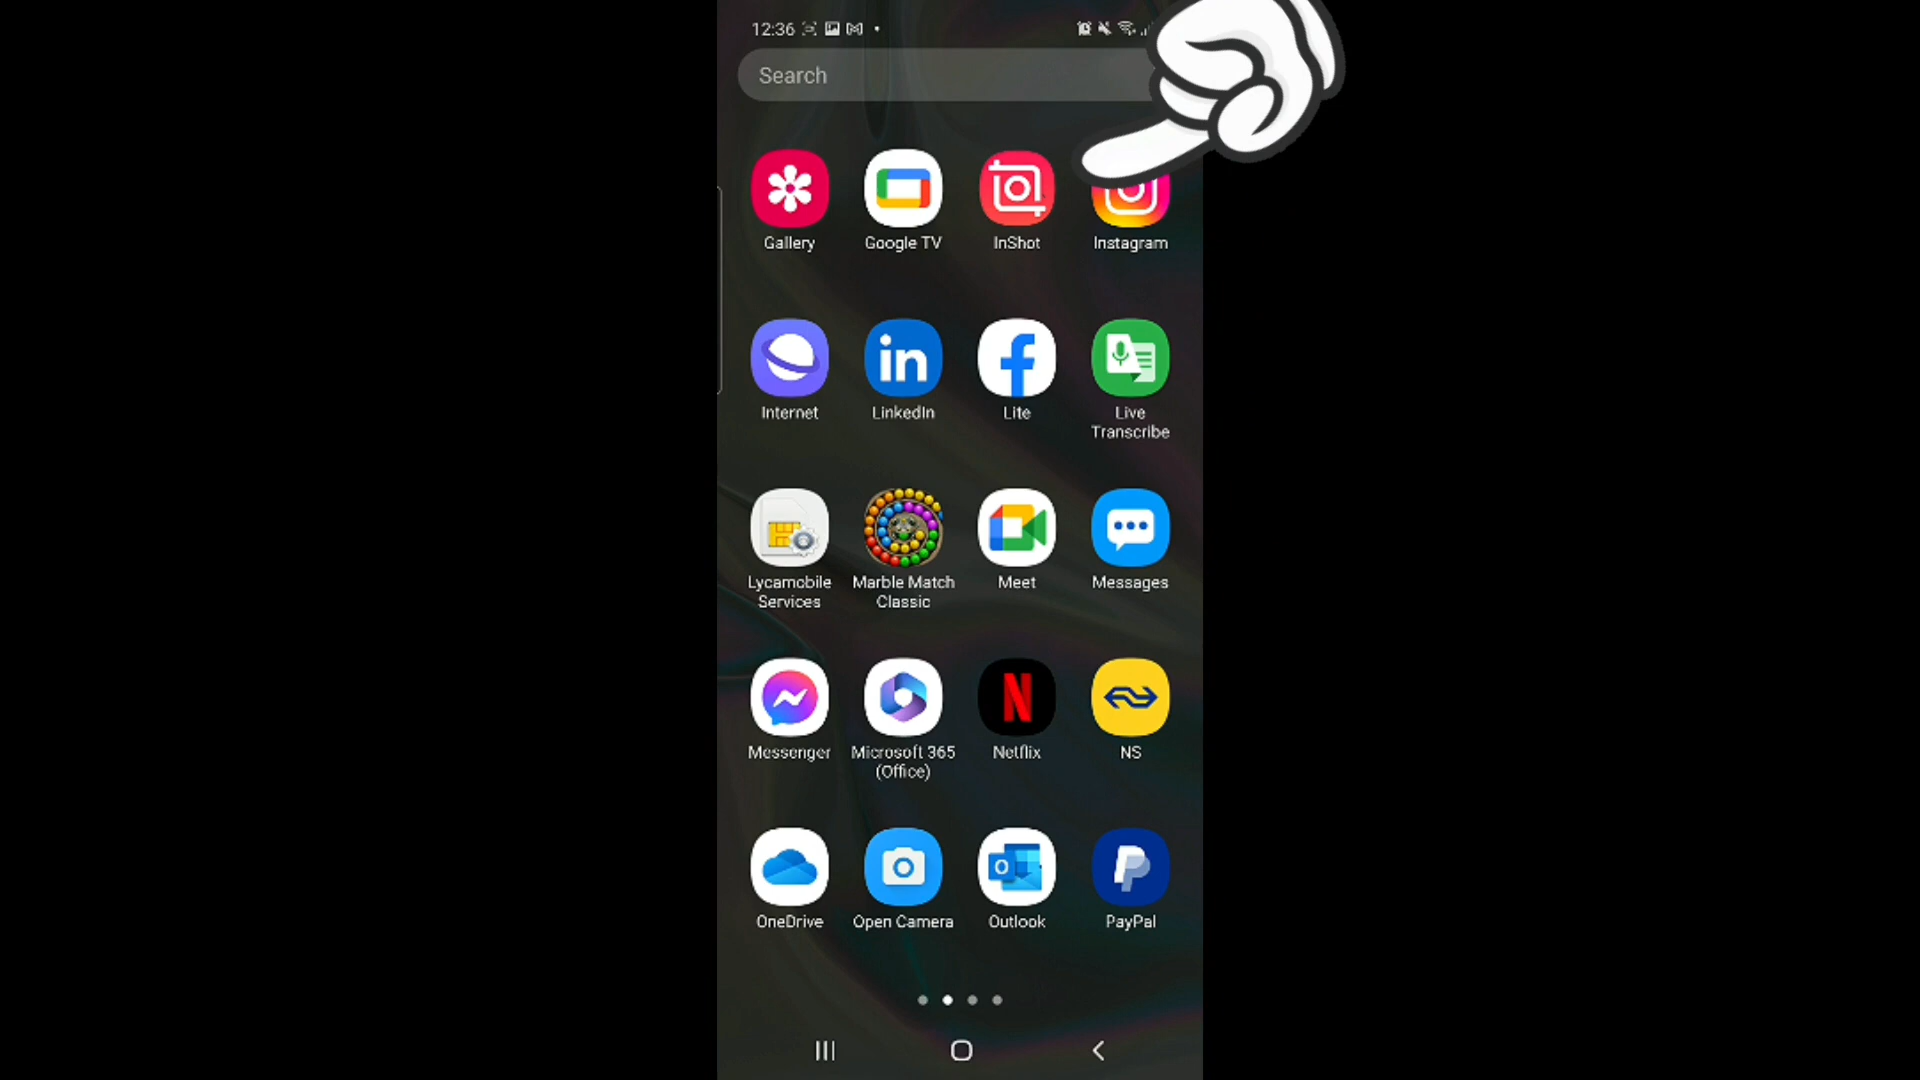 12:36
Search
Gallery
Google TV
InShot
Instagram
Internet
LinkedIn
Lite
Live
Transcribe
Lycamobile
Services
Marble Match
Classic
Meet
Messages
Messenger
Microsoft 365
(Office)
Netflix
NS
OneDrive
Open Camera
Outlook
PayPal